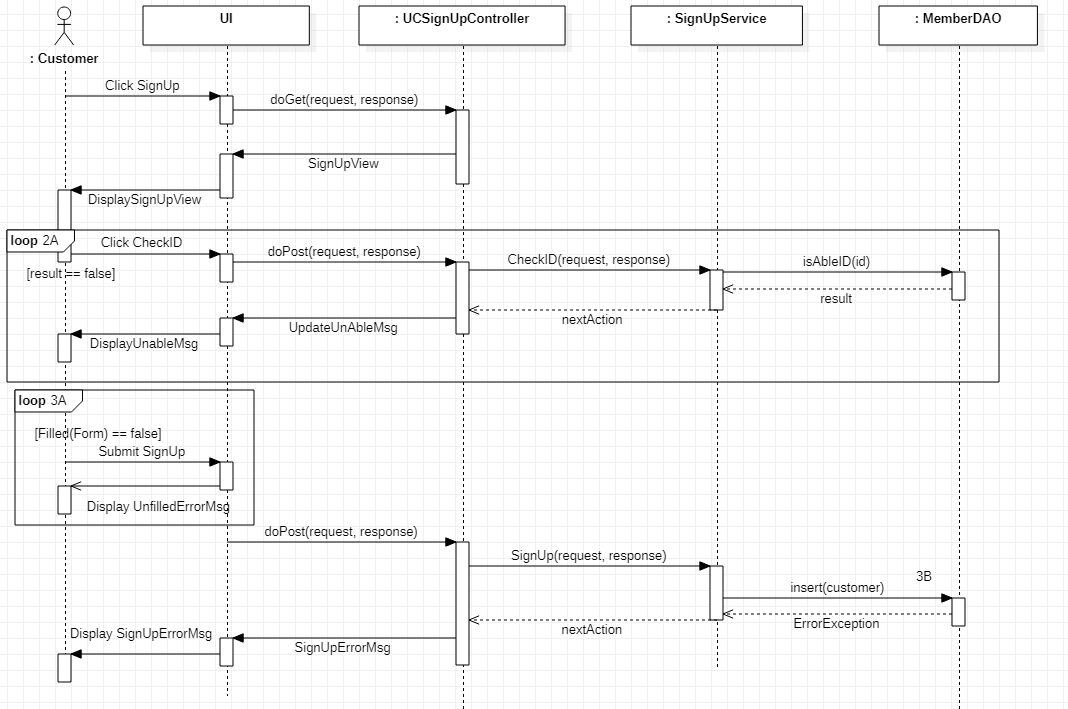 UI
: UCSignUpController
: SignUpService
: MemberDAO
: Customer
Click SignUp
doGet(request, response)
SignUpView
DisplaySignUpView
loop 2A
Click CheckID
doPost(request, response)
CheckID(request, response)
isAbleID(id)
[result == false]
result
nextAction
UpdateUnAbleMsg
DisplayUnableMsg
loop 3A
[Filled(Form) == false]
Submit SignUp
Display UnfilledErrorMsg
doPost(request, response)
SignUp(request, response)
3B
insert(customer)
ErrorException
nextAction
Display SignUpErrorMsg
SignUpErrorMsg